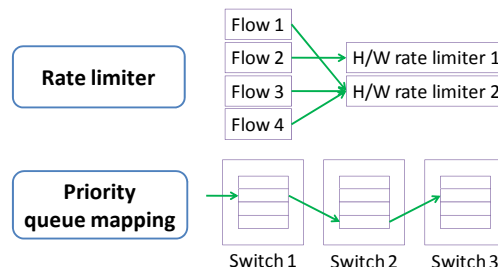 Flow 1
Flow 2
Flow 3
Flow 4
Rate limiter
H/W rate limiter 1
H/W rate limiter 2
Priority
queue mapping
Switch 1
Switch 2
Switch 3